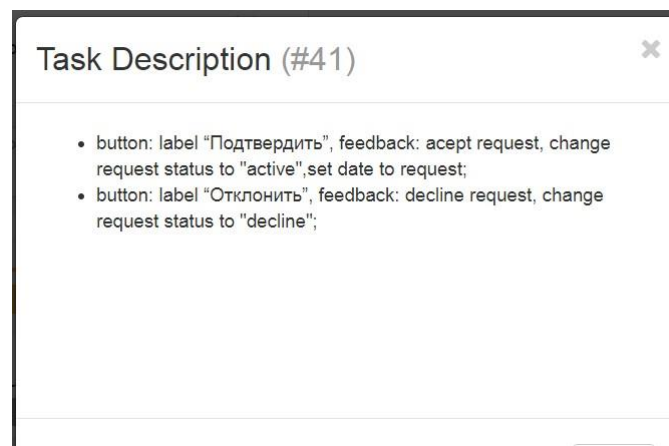 Task Description (#41)
button: label “Подтвердить”, feedback: acept request, change
request status to "active",set date to request;
button: label “Отклонить”, feedback: decline request, change
request status to "decline";